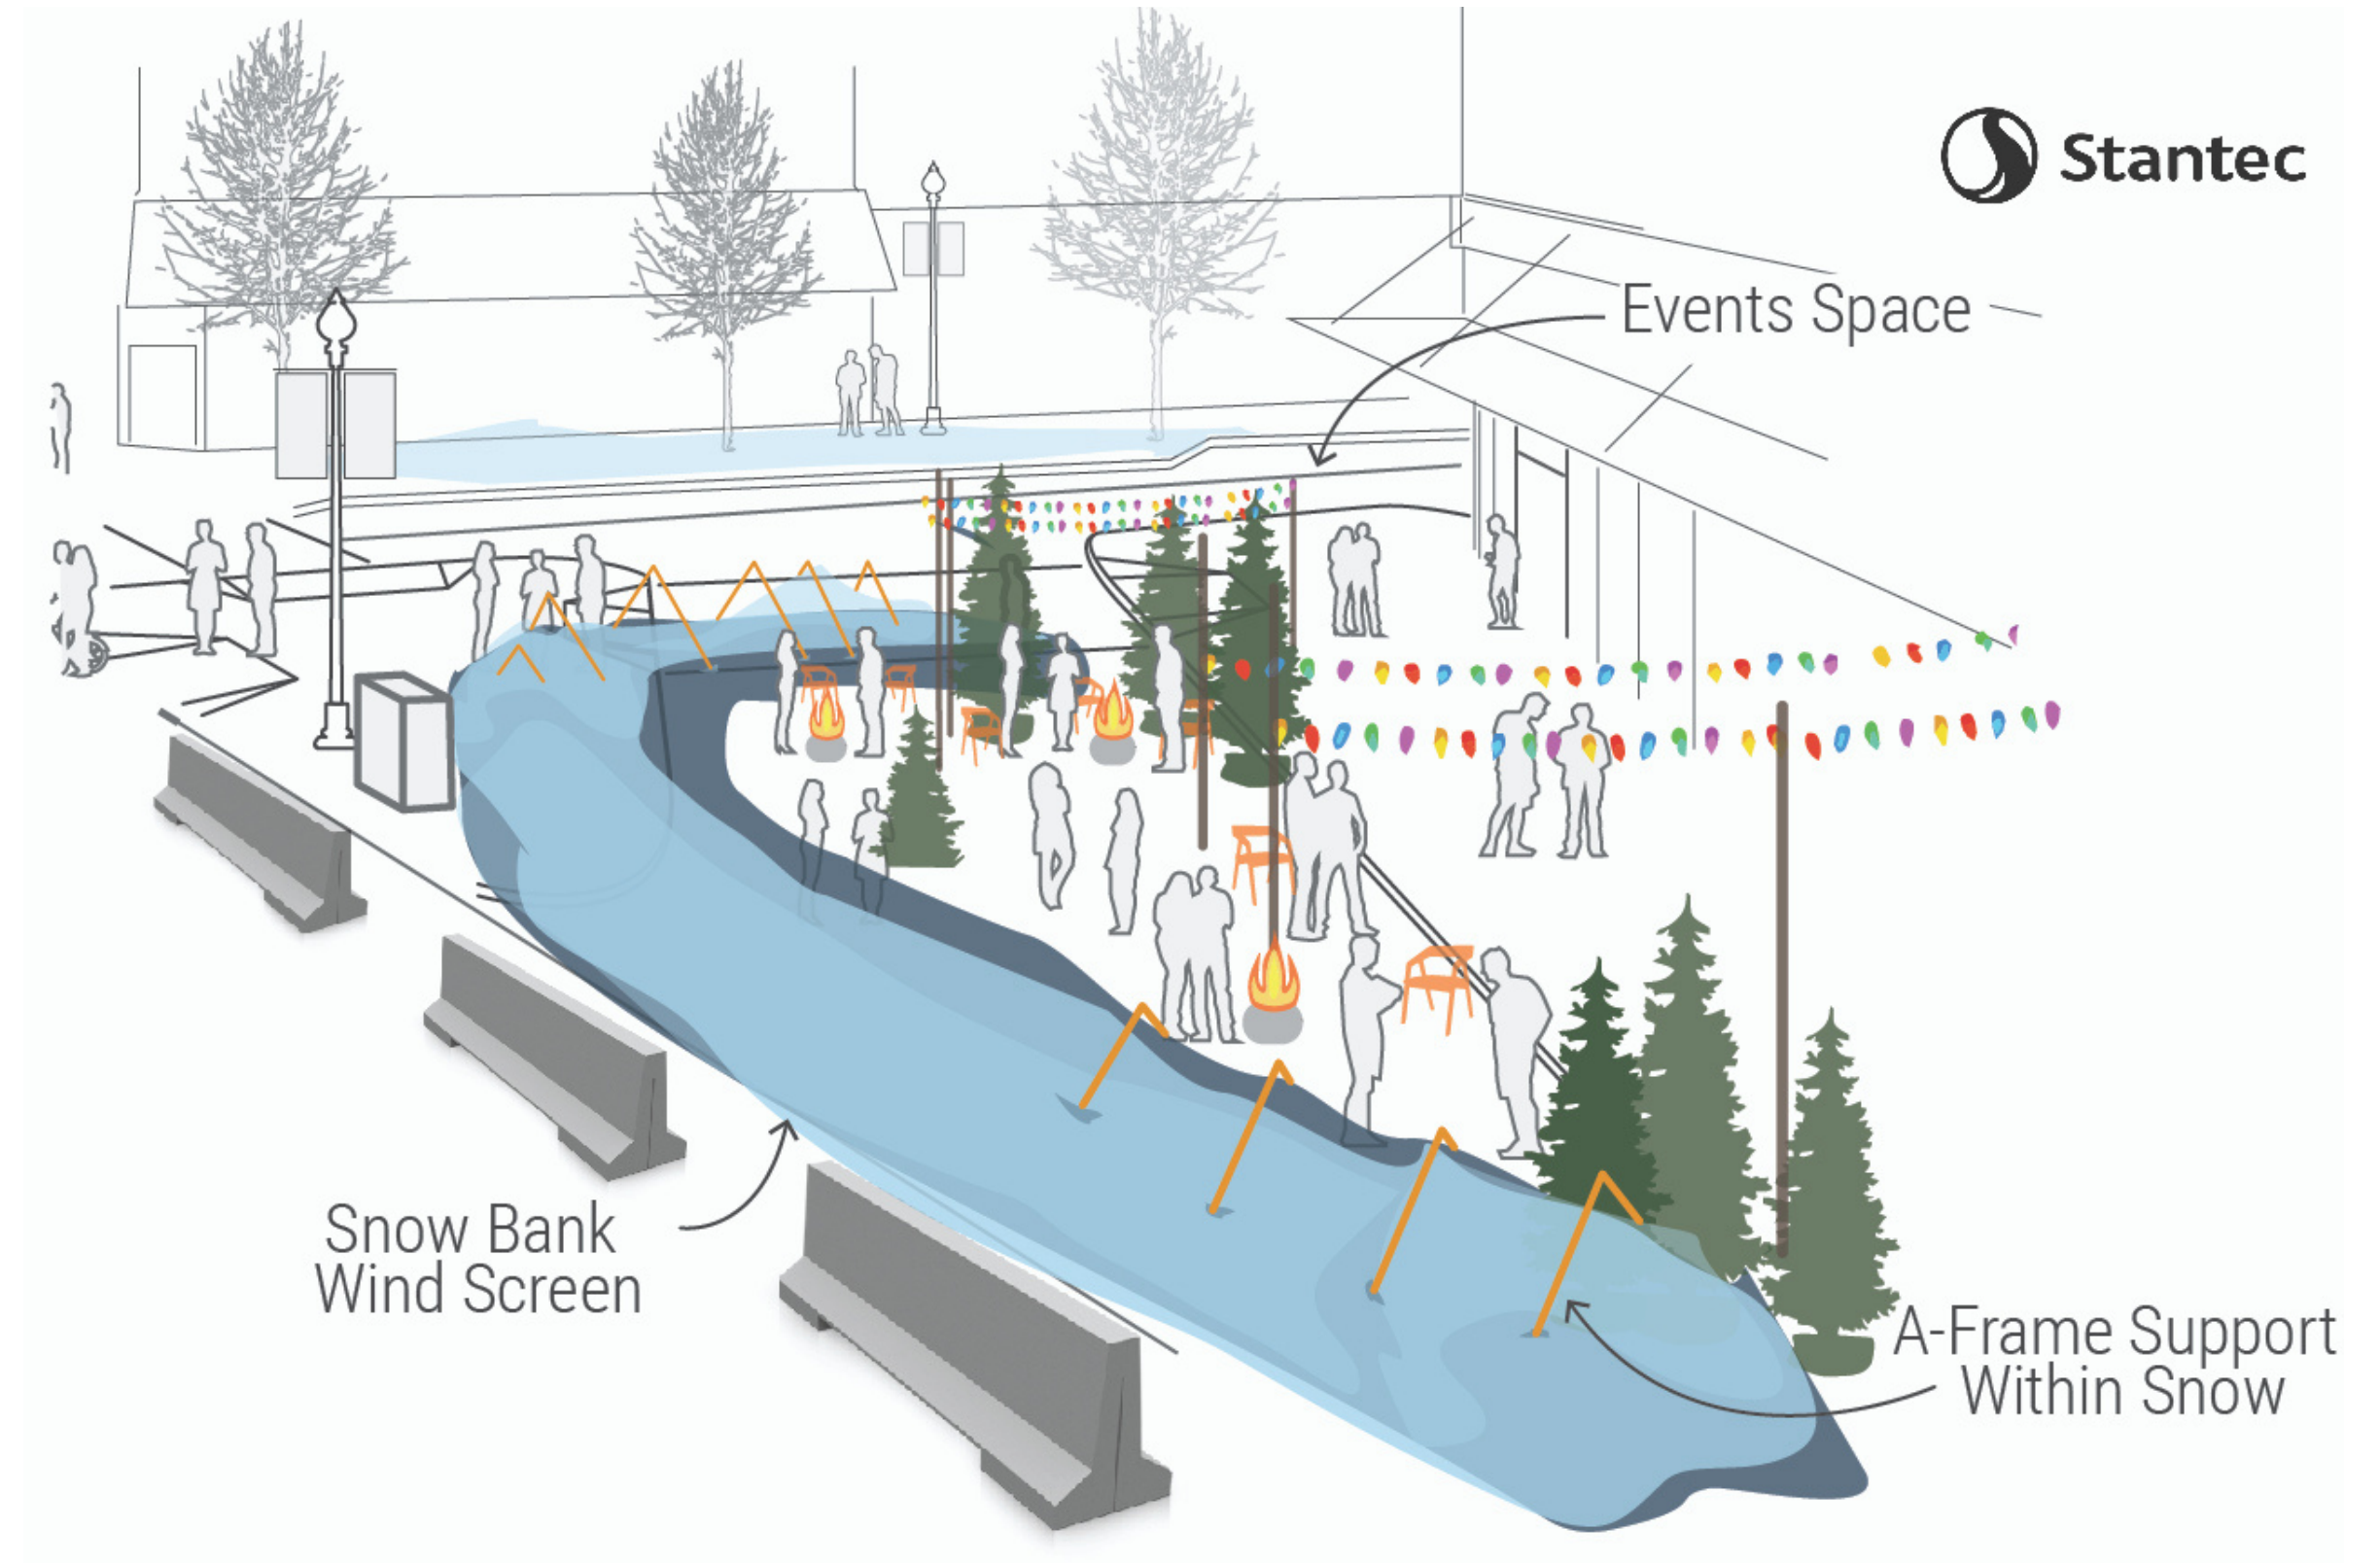 Stantec
Events Space
Snow Bank
Wind Screen
A-Frame Support
Within Snow